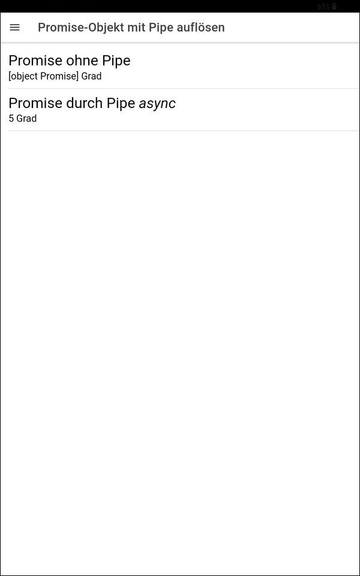 Promise-Objekt mit Pipe auflösen
Promise ohne Pipe
[object Promise] Grad
Promise durch Pipe async
5 Grad